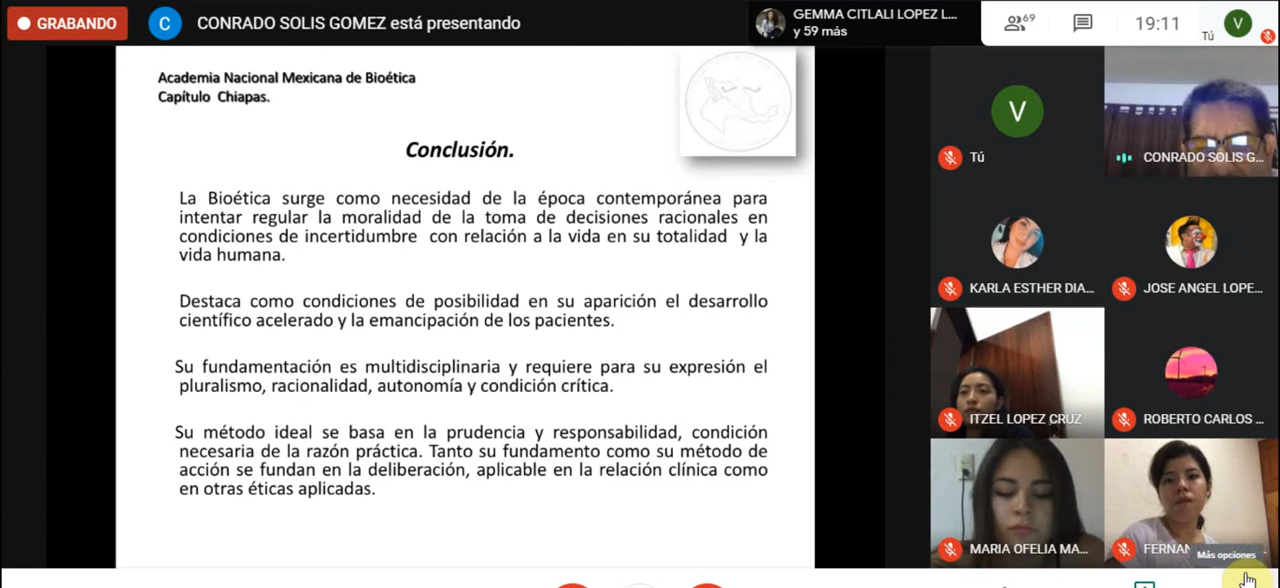 GRABANDO
C
CONRADO SOLIS GOMEZ está presentando
GEMMA CITLALI LOPEZ L...
y 59 más
69
19:11
Tú
V
Academia Nacional Mexicana de Bioética
Capítulo Chiapas.
Conclusión.
La Bioética surge como necesidad de la época contemporánea para
intentar regular la moralidad de la toma de decisiones racionales en
condiciones de incertidumbre con relación a la vida en su totalidad y la
vida humana.
Destaca como condiciones de posibilidad en su aparición el desarrollo
científico acelerado y la emancipación de los pacientes.
Su fundamentación es multidisciplinaria y requiere para su expresión el
pluralismo, racionalidad, autonomía y condición crítica.
Su método ideal se basa en la prudencia y responsabilidad, condición
necesaria de la razón práctica. Tanto su fundamento como su método de
acción se fundan en la deliberación, aplicable en la relación clínica como
en otras éticas aplicadas.
V
Tú
CONRADO SOLIS G...
KARLA ESTHER DIA...
JOSE ANGEL LOPE...
ITZEL LOPEZ CRUZ
ROBERTO CARLOS ...
MARIA OFELIA MA...
FERNAN
Más opciones